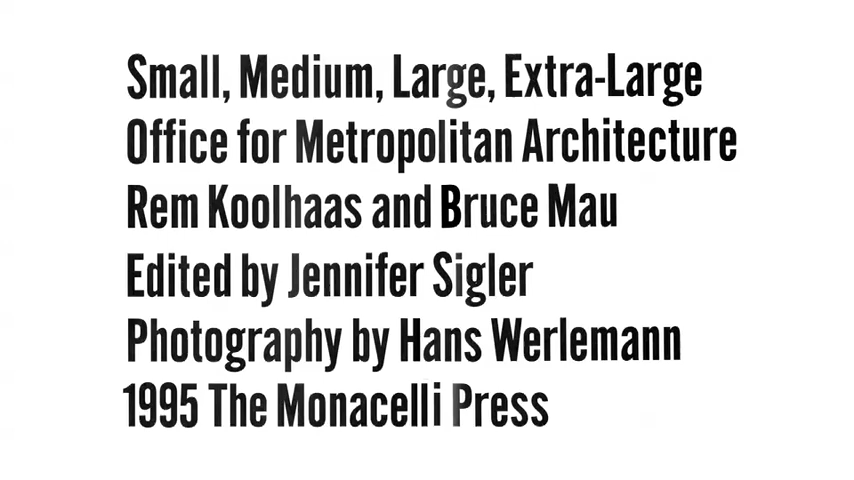 Small, Medium, Large, Extra-Large
Office for Metropolitan Architecture
Rem Koolhaas and Bruce Mau
Edited by Jennifer Sigler
Photography by Hans Werlemann
1995 The Monacelli Press